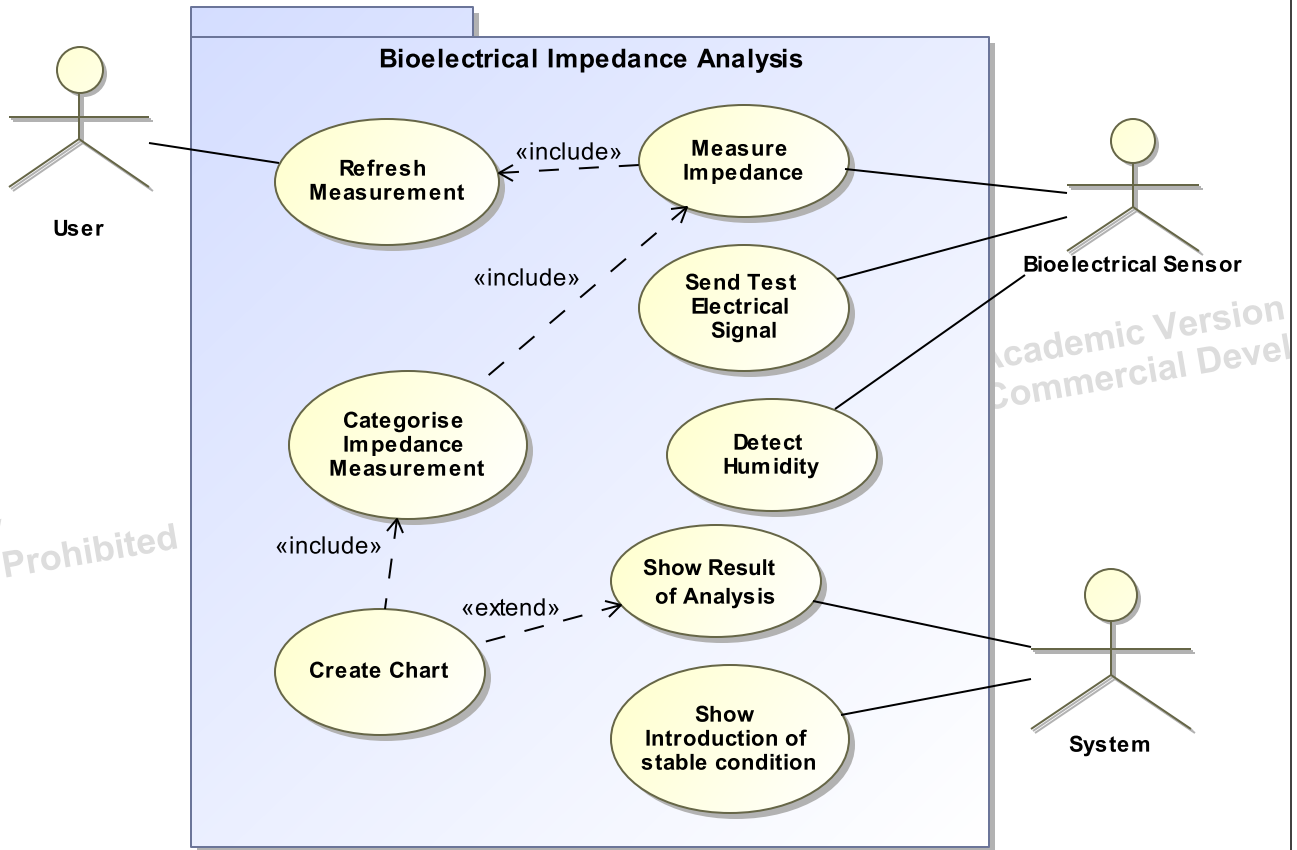 Bioelectrical Impedance Analysis
User
Refresh
Measurement
«include»
Measure
Impedance
Bioelectrical Sensor
«include»
Send Test
Electrical
Signal
Academic Version
Commercial Devel
Categorise
Impedance
Measurement
Detect
Humidity
Prohibited
«include»
Show Result
of Analysis
«extend»
Create Chart
Show
Introduction of
stable condition
System